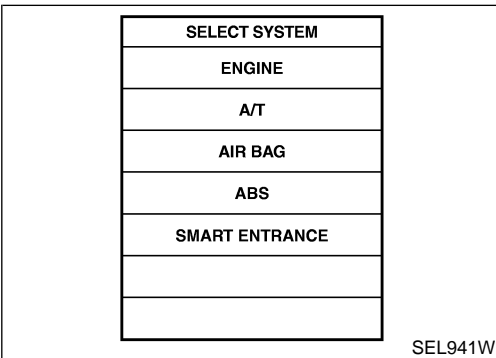 SELECT SYSTEM
ENGINE
A/T
AIR BAG
ABS
SMART ENTRANCE
SEL941W